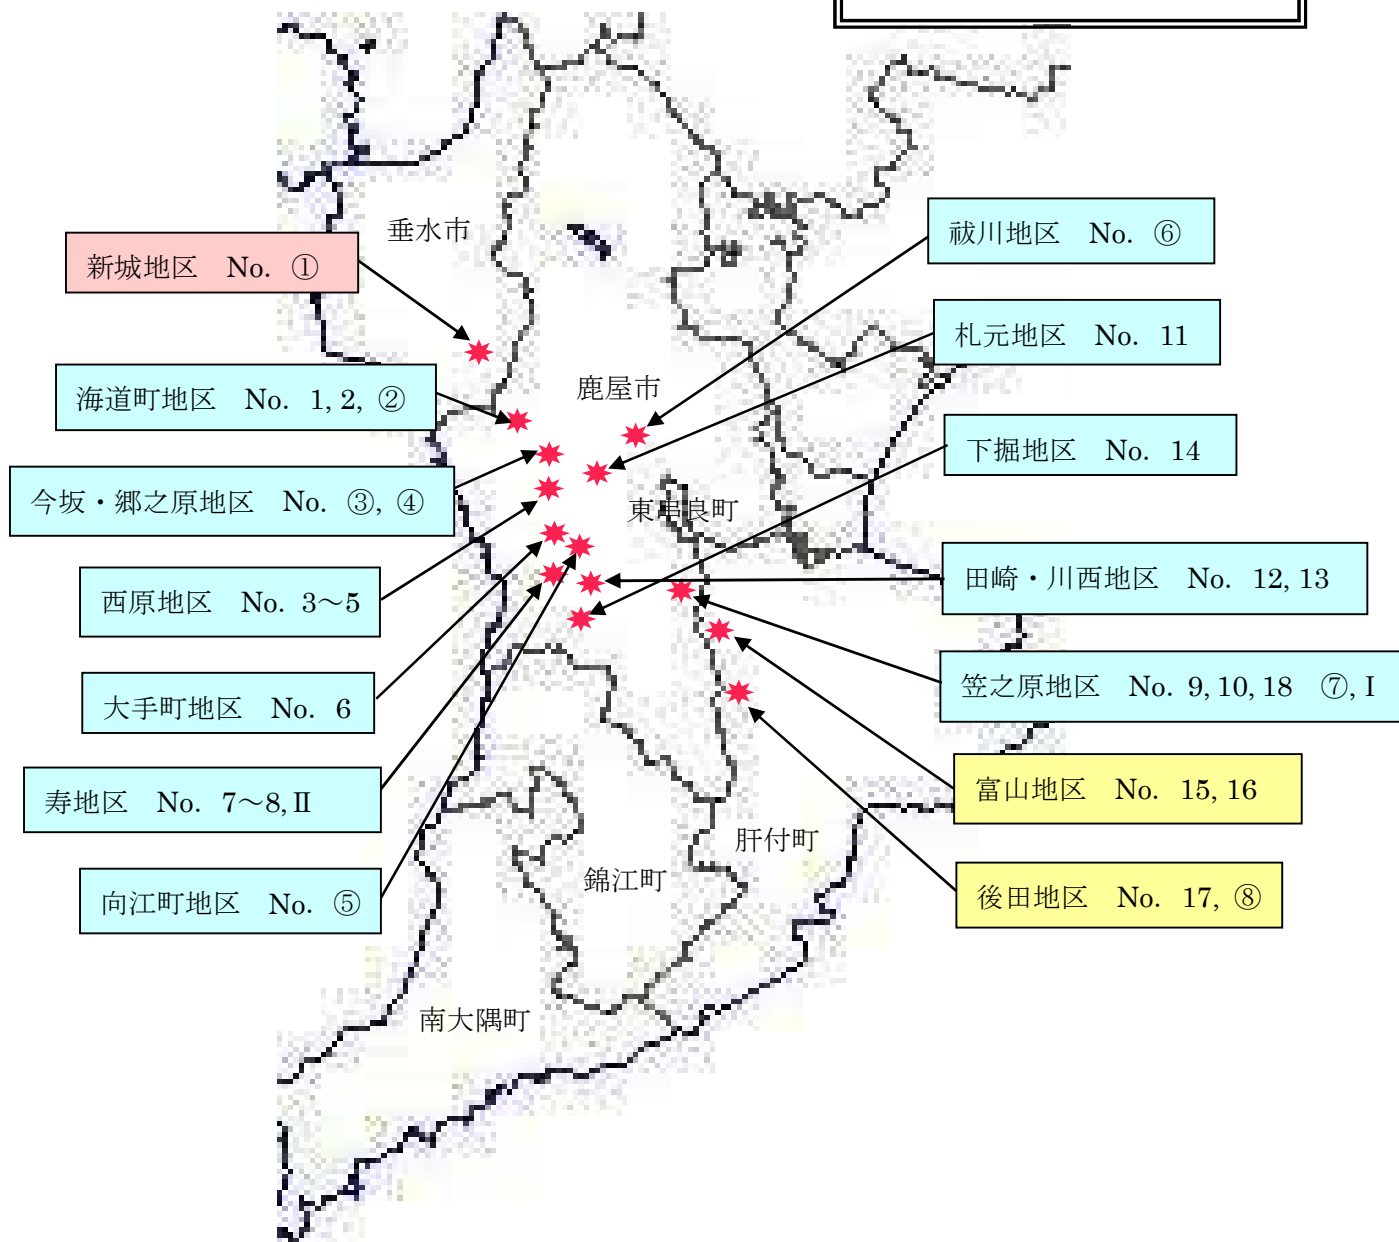 垂水市
祓川地区 No. ⑥
新城地区 No. ①
札元地区 No. 11
鹿屋市
海道町地区 No. 1, 2, ②
下掘地区 No. 14
今坂・郷之原地区 No. ③, ④
東串良町
田崎・川西地区 No. 12, 13
西原地区 No. 3～5
笠之原地区 No. 9, 10, 18 ⑦, I
大手町地区 No. 6
富山地区 No. 15, 16
寿地区 No. 7～8, Ⅱ
肝付町
錦江町
後田地区 No. 17, ⑧
向江町地区 No. ⑤
南大隅町